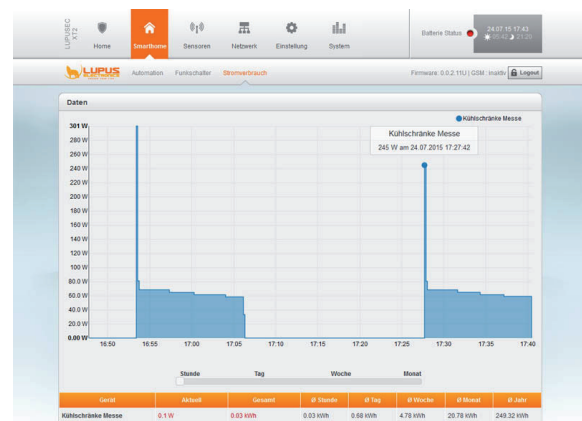 LUPUSEC
XT2
Home
Smarthome
Sensoren
Netzwerk
Einstellung
System
Batterie Status
24.07.15 17:43
05:42 21:20
LUPUS
ELECTRONICS
Automation Funkschalter Stromverbrauch
Firmware: 0.0.2.11U | GSM: Inaktiv Logout
Daten
Kühlschränke Messe
Kühlschränke Messe
245 W am 24.07.2015 17:27:42
301 W
280 W
260 W
240 W
220 W
200 W
180 W
160 W
140 W
120 W
100 W
80.0 W
60.0 W
40.0 W
20.0 W
0.00 W
16:50 16:55 17:00 17:05 17:10 17:15 17:20 17:25 17:30 17:35 17:40
Stunde Tag Woche Monat
Gerät Aktuell Gesamt Ø Stunde Ø Tag Ø Woche Ø Monat Ø Jahr
Kühlschränke Messe 0.1 W 0.03 kWh 0.03 kWh 0.68 kWh 4.78 kWh 20.78 kWh 249.32 kWh